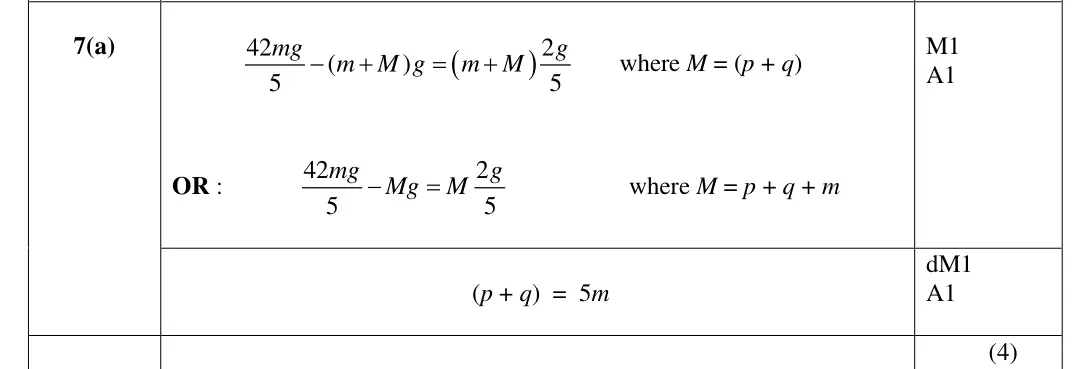 7(a) 42mg/5 − (m + M)g = (m + M) 2g/5 where M = (p + q) M1
A1
OR : 42mg/5 − Mg = M 2g/5 where M = p + q + m
dM1
(p + q) = 5m A1
(4)